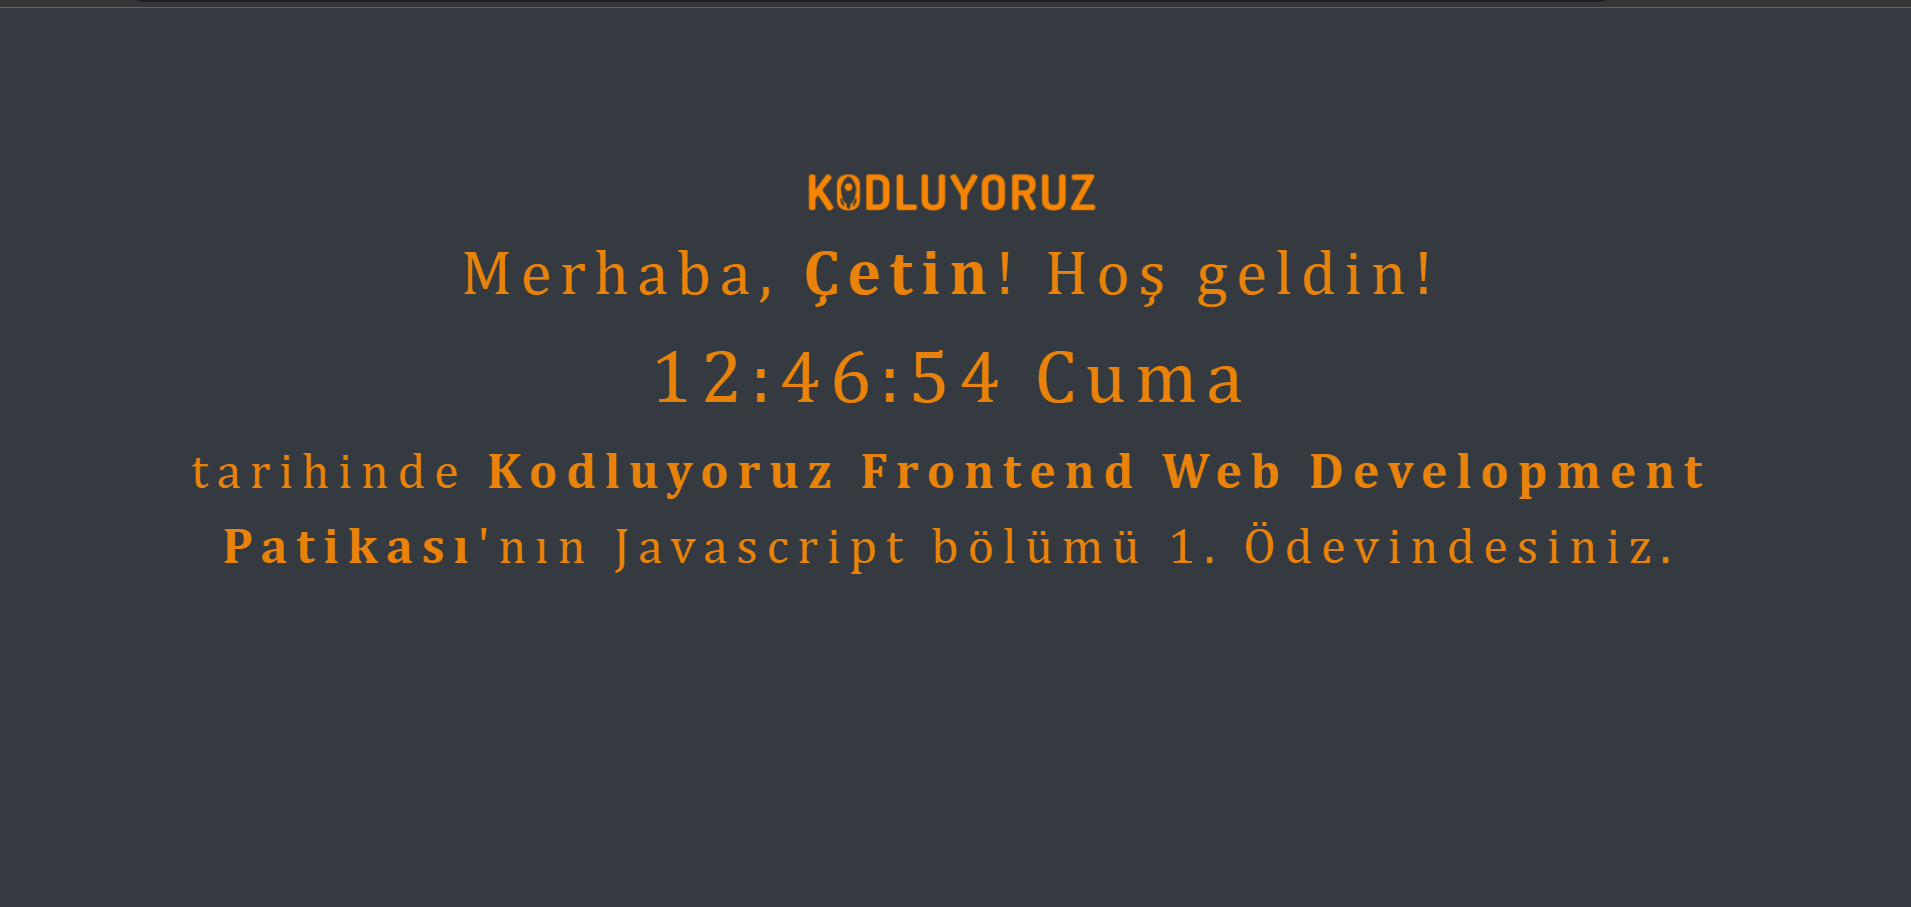 KODLUYORUZ
Merhaba, Çetin! Hoş geldin!
12:46:54 Cuma
tarihinde Kodluyoruz Frontend Web Development
Patikası'nın Javascript bölümü 1. Ödevindesiniz.